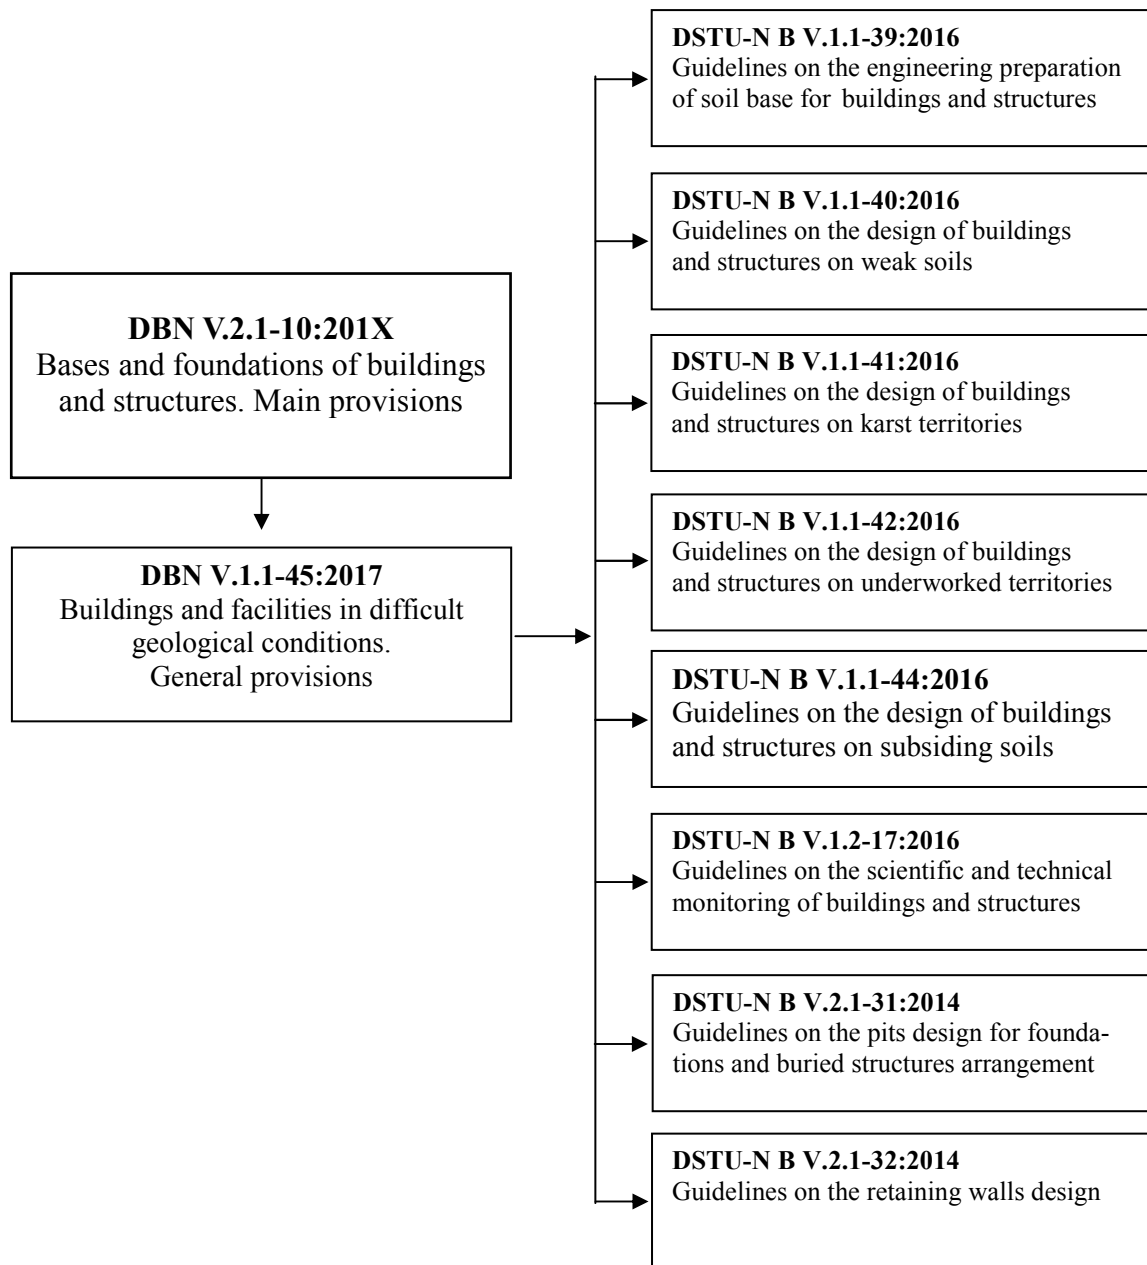 DBN V.2.1-10:201X
Bases and foundations of buildings
and structures. Main provisions
DBN V.1.1-45:2017
Buildings and facilities in difficult
geological conditions.
General provisions
DSTU-N B V.1.1-39:2016
Guidelines on the engineering preparation
of soil base for buildings and structures
DSTU-N B V.1.1-40:2016
Guidelines on the design of buildings
and structures on weak soils
DSTU-N B V.1.1-41:2016
Guidelines on the design of buildings
and structures on karst territories
DSTU-N B V.1.1-42:2016
Guidelines on the design of buildings
and structures on underworked territories
DSTU-N B V.1.1-44:2016
Guidelines on the design of buildings
and structures on subsiding soils
DSTU-N B V.1.2-17:2016
Guidelines on the scientific and technical
monitoring of buildings and structures
DSTU-N B V.2.1-31:2014
Guidelines on the pits design for founda-
tions and buried structures arrangement
DSTU-N B V.2.1-32:2014
Guidelines on the retaining walls design